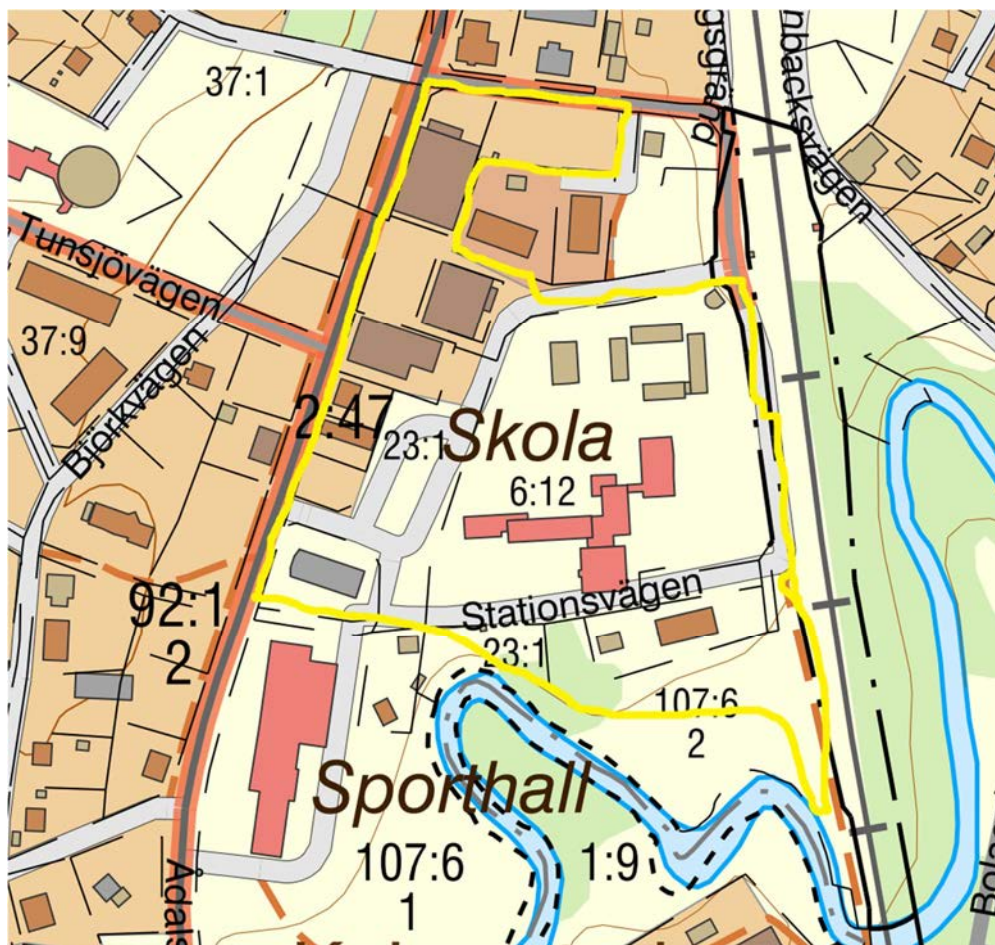 37:1
Tunsjövägen
37:9
Björkvägen
2:47
23:1
Skola
6:12
92:1
2
Stationsvägen
23:1
107:6
2
Sporthall
107:6
1
1:9